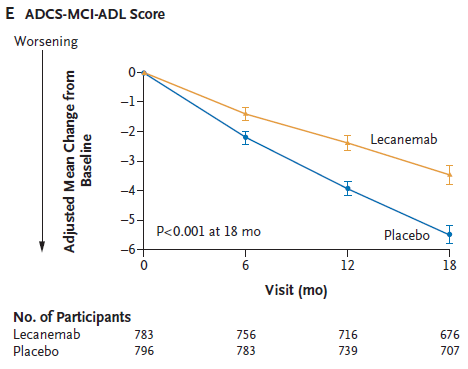 E ADCS-MCI-ADL Score
Worsening
Adjusted Mean Change from
Baseline
0
−1
−2
−3
−4
−5
−6
Lecanemab
Placebo
P<0.001 at 18 mo
0 6 12 18
Visit (mo)
No. of Participants
Lecanemab 783 756 716 676
Placebo 796 783 739 707